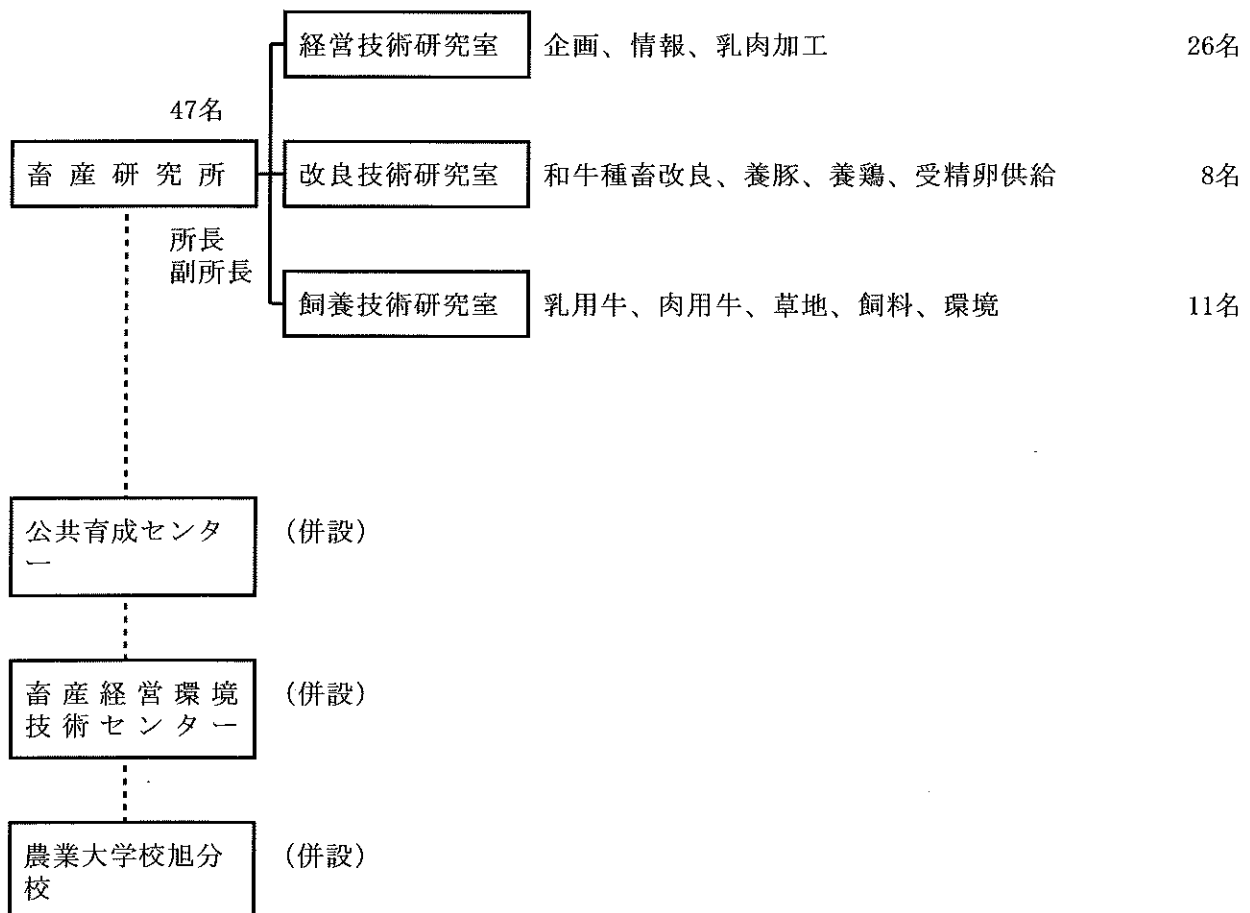 経営技術研究室 企画、情報、乳肉加工 26名
47名
畜産研究所 改良技術研究室 和牛種畜改良、養豚、養鶏、受精卵供給 8名
所長
副所長
飼養技術研究室 乳用牛、肉用牛、草地、飼料、環境 11名
公共育成センタ (併設)
ー
畜産経営環境 (併設)
技術センター
農業大学校旭分 (併設)
校